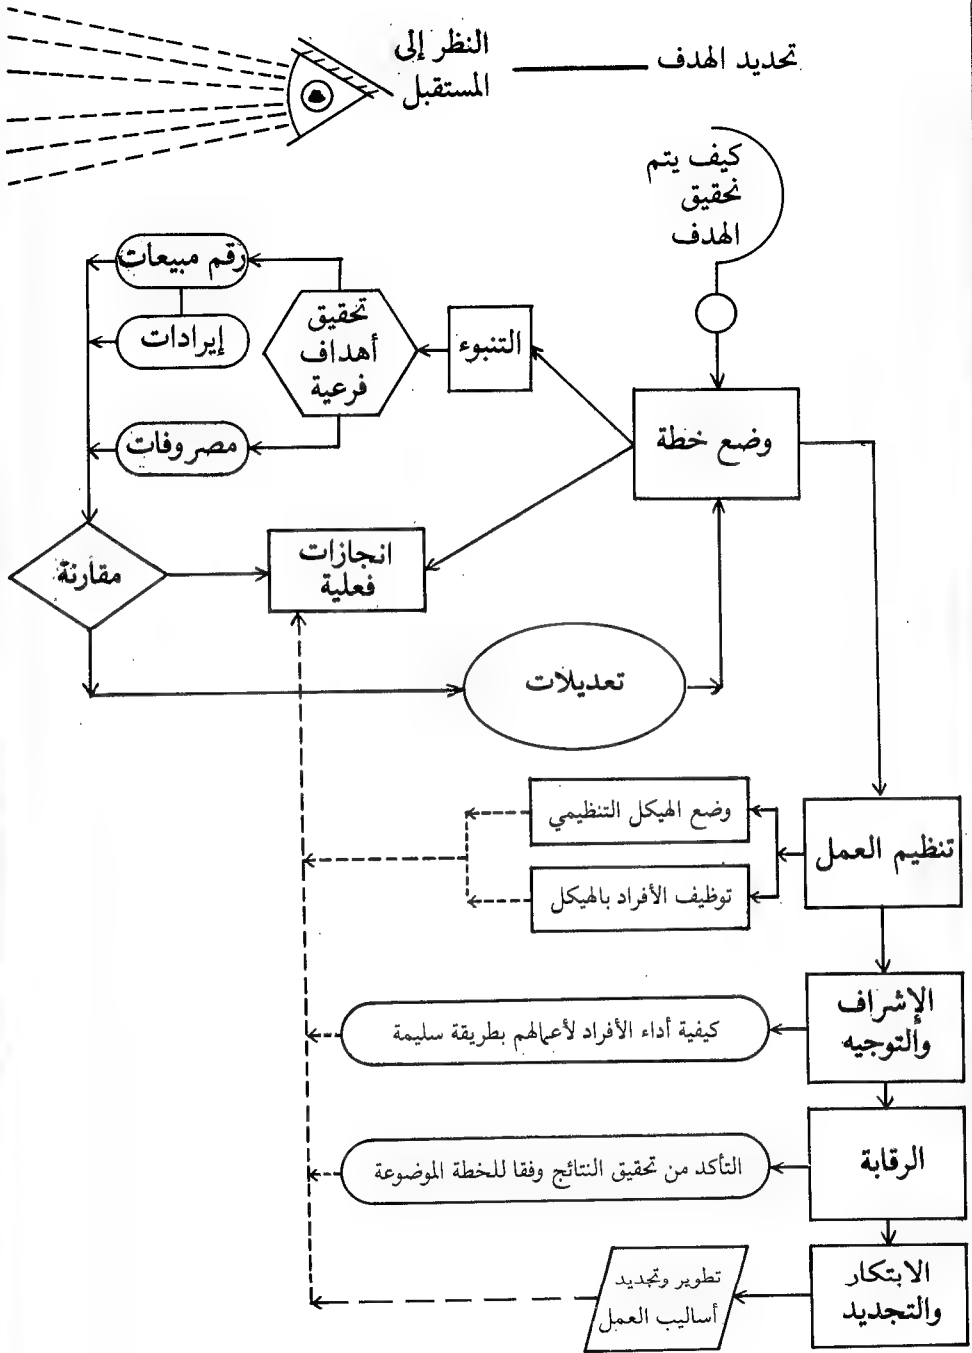 تحديد الهدف
النظر إلى
المستقبل
كيف يتم
تحقيق
الهدف
وضع خطة
التنبوء
تحقيق
أهداف
فرعية
رقم مبيعات
إيرادات
مصروفات
مقارنة
انجازات
فعلية
تعديلات
تنظيم العمل
وضع الهيكل التنظيمي
توظيف الأفراد بالهيكل
الإشراف
والتوجيه
كيفية أداء الأفراد لأعمالهم بطريقة سليمة
الرقابة
التأكد من تحقيق النتائج وفقا للخطة الموضوعة
الابتكار
والتجديد
تطوير وتجديد
أساليب العمل